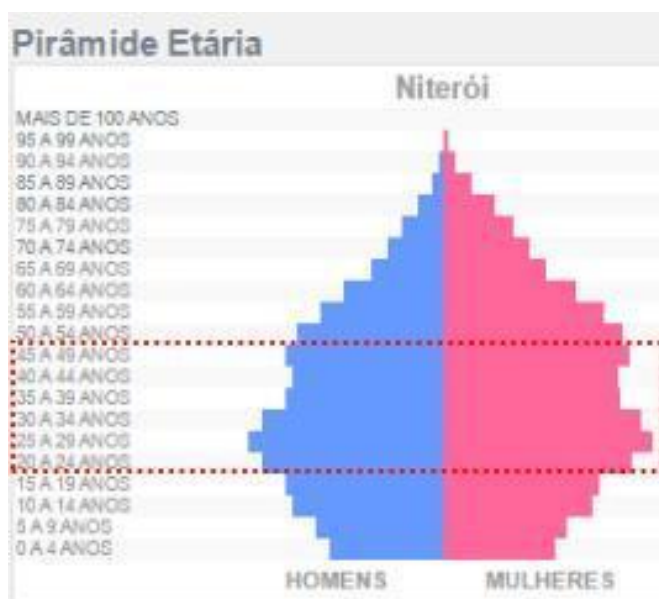 Pirâmide Etária
Niterói
MAIS DE 100 ANOS
95 A 99 ANOS
90 A 94 ANOS
85 A 89 ANOS
80 A 84 ANOS
75 A 79 ANOS
70 A 74 ANOS
65 A 69 ANOS
60 A 64 ANOS
55 A 59 ANOS
50 A 54 ANOS
45 A 49 ANOS
40 A 44 ANOS
35 A 39 ANOS
30 A 34 ANOS
25 A 29 ANOS
20 A 24 ANOS
15 A 19 ANOS
10 A 14 ANOS
5 A 9 ANOS
0 A 4 ANOS
HOMENS MULHERES